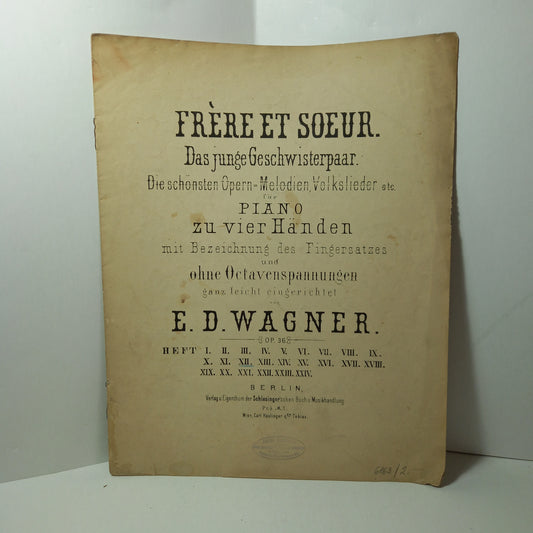 FRÈRE ET SOEUR.
Das junge Geschwisterpaar.
Die schönsten Opern-Melodien, Volkslieder etc.
für
PIANO
zu vier Händen
mit Bezeichnung des Fingersatzes
und
ohne Octavenspannungen
ganz leicht eingerichtet
von
E. D. WAGNER.
OP. 36
HEFT I. II. III. IV. V. VI. VII. VIII. IX.
X. XI. XII. XIII. XIV. XV. XVI. XVII. XVIII.
XIX. XX. XXI. XXII. XXIII. XXIV.
BERLIN,
Verlag u. Eigenthum der Schlesinger'schen Buch u. Musikhandlung.
Wien, Carl Haslinger qdm Tobias.